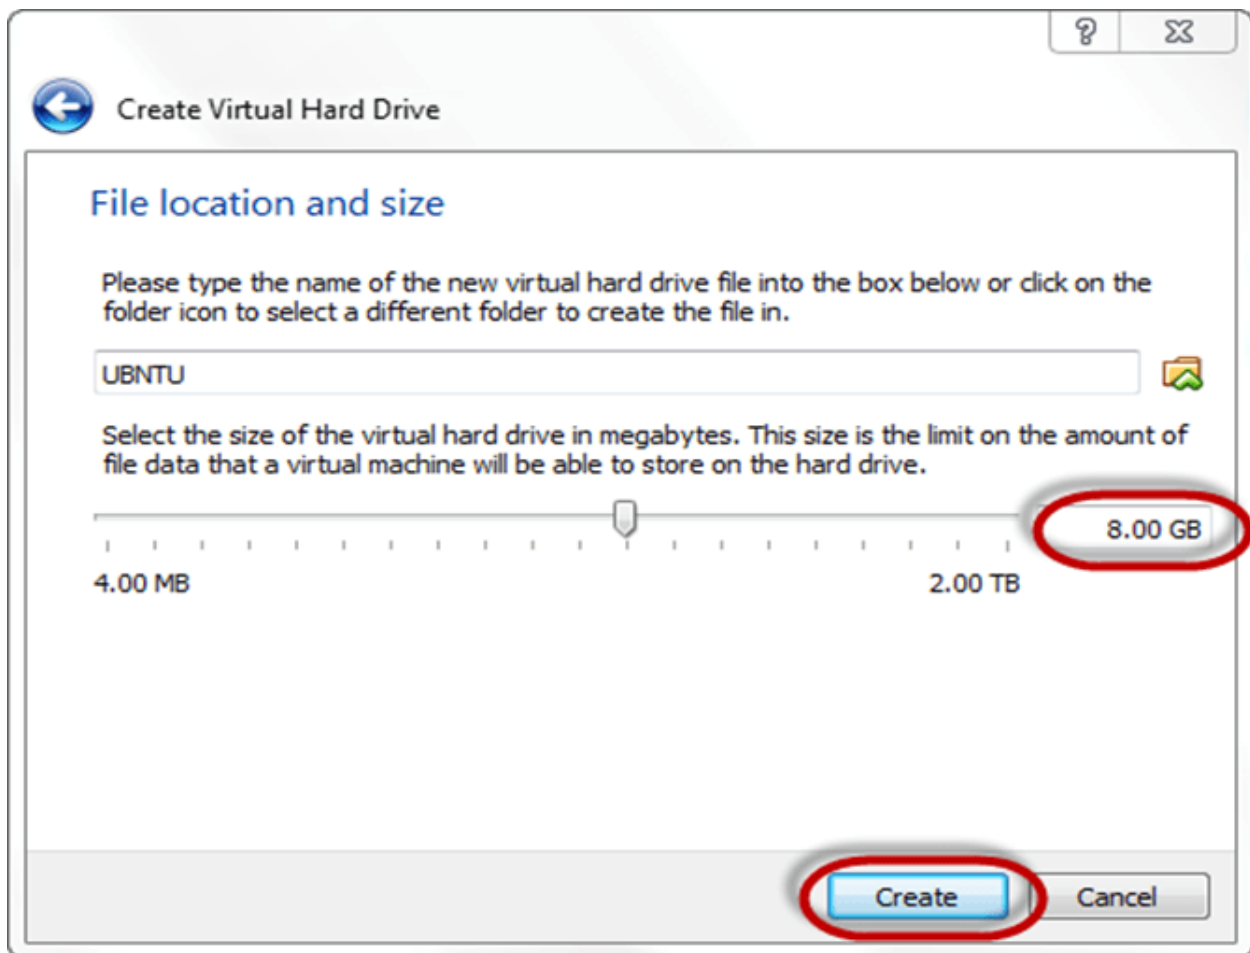 Create Virtual Hard Drive
File location and size
Please type the name of the new virtual hard drive file into the box below or click on the
folder icon to select a different folder to create the file in.
UBNTU
Select the size of the virtual hard drive in megabytes. This size is the limit on the amount of
file data that a virtual machine will be able to store on the hard drive.
8.00 GB
4.00 MB
2.00 TB
Create
Cancel